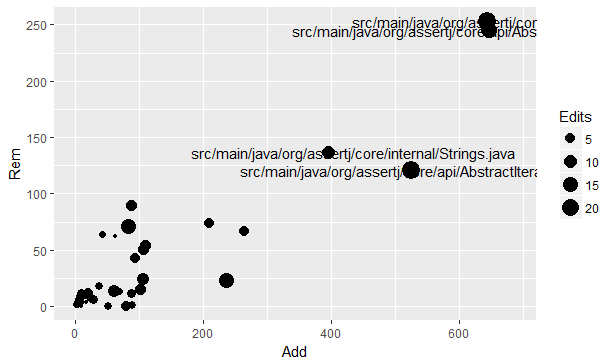 250
200
150
100
50
0
Rem
src/main/java/org/assertj/cor
src/main/java/org/assertj/core/api/Abs
src/main/java/org/assertj/core/internal/Strings.java
src/main/java/org/assertj/core/api/AbstractItera
0 200 400 600
Add
Edits
5
10
15
20